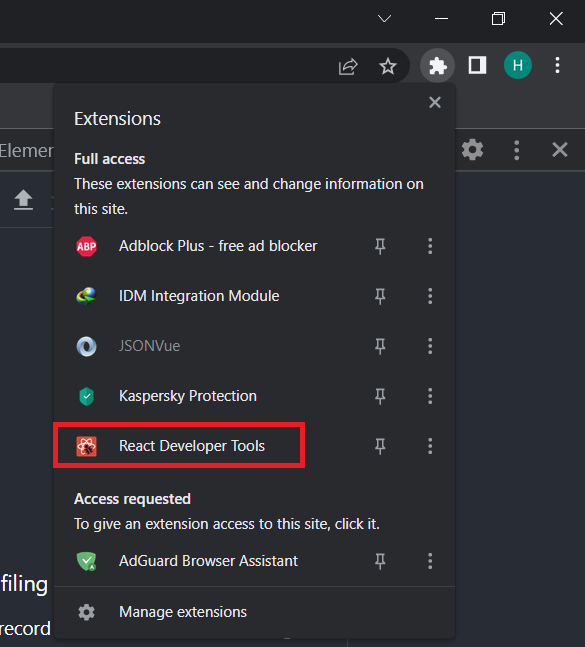 H
Extensions
Elemen
Full access
These extensions can see and change information on
this site.
ABP Adblock Plus - free ad blocker
IDM Integration Module
JSONVue
Kaspersky Protection
React Developer Tools
Access requested
To give an extension access to this site, click it.
AdGuard Browser Assistant
filing
Manage extensions
record